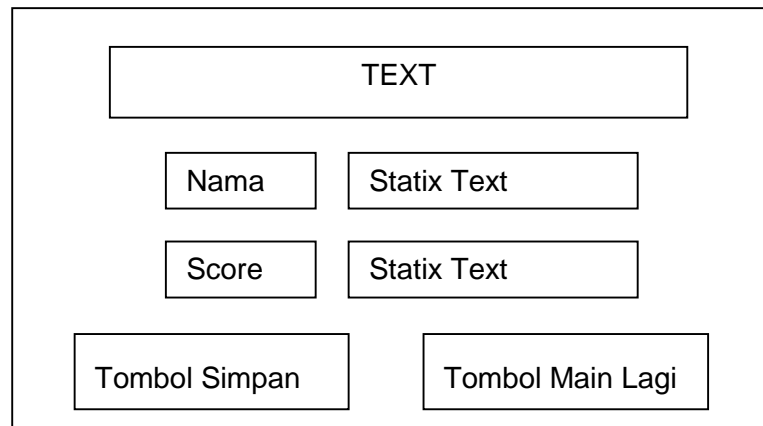 TEXT
Nama Statix Text
Score Statix Text
Tombol Simpan Tombol Main Lagi